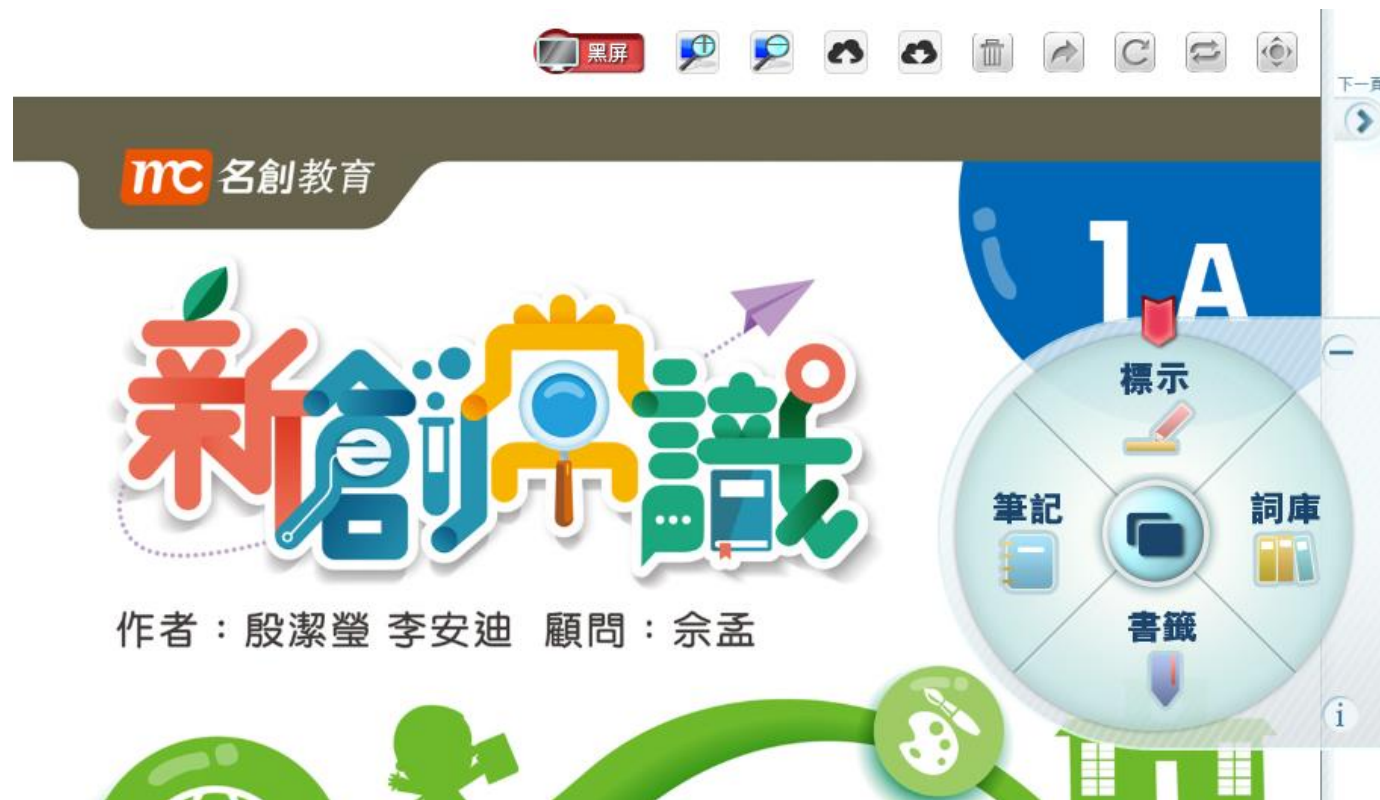 黑屏
下一頁
mc 名創教育
1A
新創常識
作者：殷潔瑩 李安迪 顧問：佘孟
標示
筆記
詞庫
書籤
i